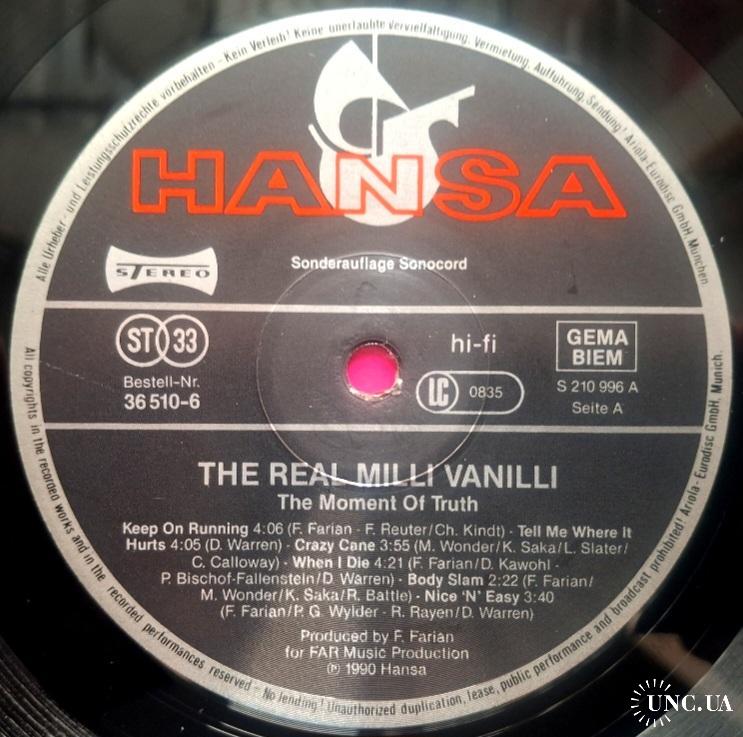 Alle Urheber- und Leistungsschutzrechte vorbehalten - Kein Verleih! Keine unerlaubte Vervielfältigung, Vermietung, Aufführung, Sendung! Ariola-Eurodisc GmbH München
HANSA
STEREO
Sonderauflage Sonocord
ST 33
hi-fi
GEMA
BIEM
Bestell-Nr.
36 510-6
LC 0835
S 210 996 A
Seite A
THE REAL MILLI VANILLI
The Moment Of Truth
Keep On Running 4:06 (F. Farian - F. Reuter/Ch. Kindt) - Tell Me Where It
Hurts 4:05 (D. Warren) - Crazy Cane 3:55 (M. Wonder/K. Saka/L. Slater/
C. Calloway) - When I Die 4:21 (F. Farian/D. Kawohl -
P. Bischof-Fallenstein/D. Warren) - Body Slam 2:22 (F. Farian/
M. Wonder/K. Saka/R. Battle) - Nice 'N' Easy 3:40
(F. Farian/P. G. Wylder - R. Rayen/D. Warren)
Produced by F. Farian
for FAR Music Production
℗ 1990 Hansa
All copyrights in the recorded works and in the recorded performances reserved - No lending! Unauthorized duplication, lease, public performance and broadcast prohibited! Ariola-Eurodisc GmbH, Munich.
UNC.UA